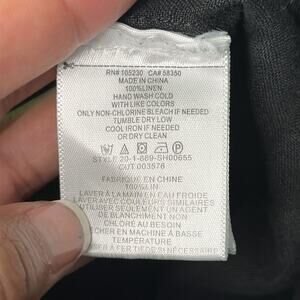 RN# 105230 CA# 58350
MADE IN CHINA
100%LINEN
HAND WASH COLD
WITH LIKE COLORS
ONLY NON-CHLORINE BLEACH IF NEEDED
TUMBLE DRY LOW
COOL IRON IF NEEDED
OR DRY CLEAN
STYLE 20-1-689-SH00655
CUT 003576
FABRIQUE EN CHINE
100%LIN
LAVER À LA MAIN EN EAU FROIDE
LAVER AVEC COULEURS SIMILAIRES
UTILISEZ SEULEMENT UN AGENT
DE BLANCHIMENT NON
CHLORÉ AU BESOIN
SÉCHER EN MACHINE À BASSE
TEMPÉRATURE